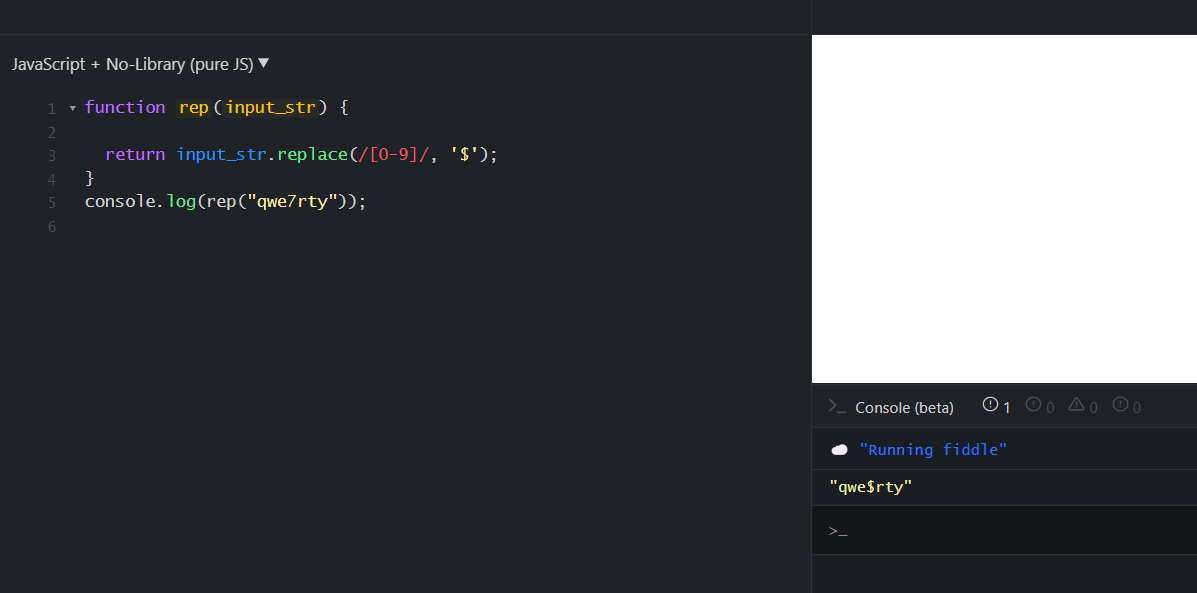 JavaScript + No-Library (pure JS) ▼
1 ▾ function rep(input_str) {
2
3 return input_str.replace(/[0-9]/, '$');
4 }
5 console.log(rep("qwe7rty"));
6
>_ Console (beta) 1 0 0 0
"Running fiddle"
"qwe$rty"
>_